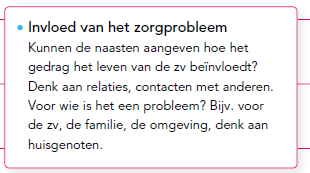 • Invloed van het zorgprobleem
Kunnen de naasten aangeven hoe het
gedrag het leven van de zv beïnvloedt?
Denk aan relaties, contacten met anderen.
Voor wie is het een probleem? Bijv. voor
de zv, de familie, de omgeving, denk aan
huisgenoten.